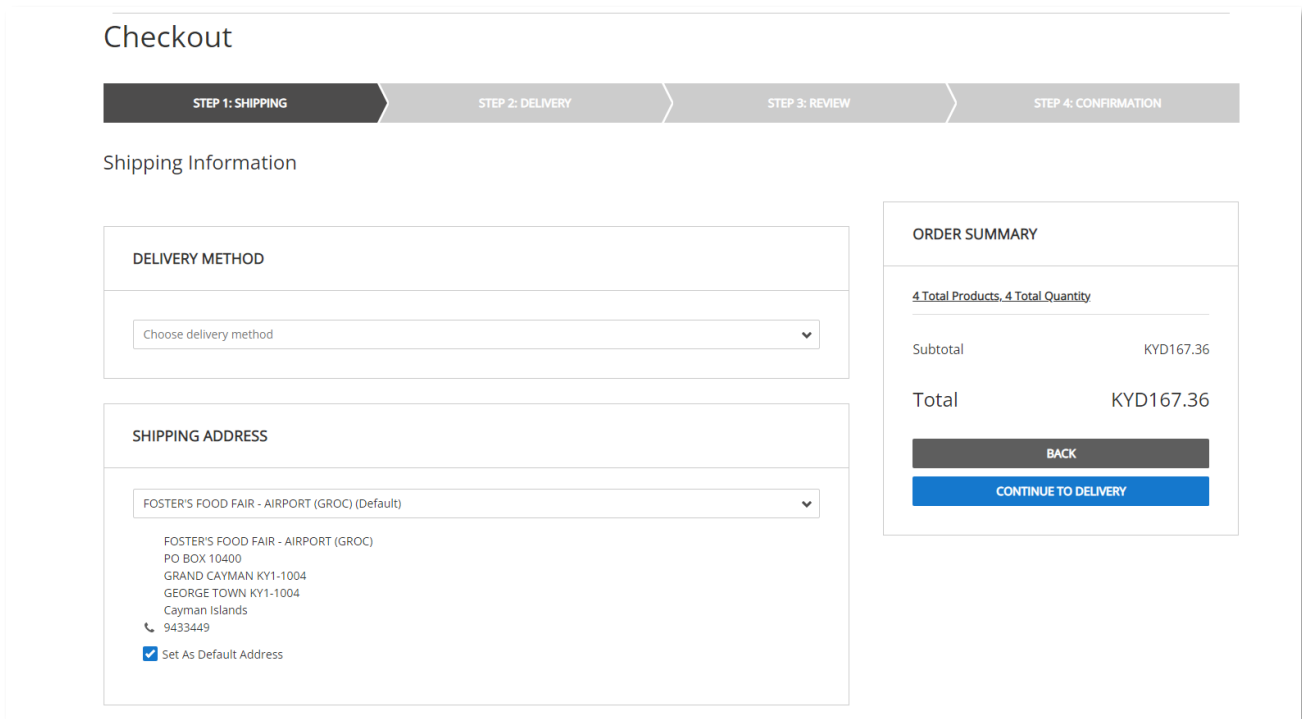 Checkout
STEP 1: SHIPPING
STEP 2: DELIVERY
STEP 3: REVIEW
STEP 4: CONFIRMATION
Shipping Information
DELIVERY METHOD
Choose delivery method
SHIPPING ADDRESS
FOSTER'S FOOD FAIR - AIRPORT (GROC) (Default)
FOSTER'S FOOD FAIR - AIRPORT (GROC)
PO BOX 10400
GRAND CAYMAN KY1-1004
GEORGE TOWN KY1-1004
Cayman Islands
9433449
Set As Default Address
ORDER SUMMARY
4 Total Products, 4 Total Quantity
Subtotal KYD167.36
Total KYD167.36
BACK
CONTINUE TO DELIVERY